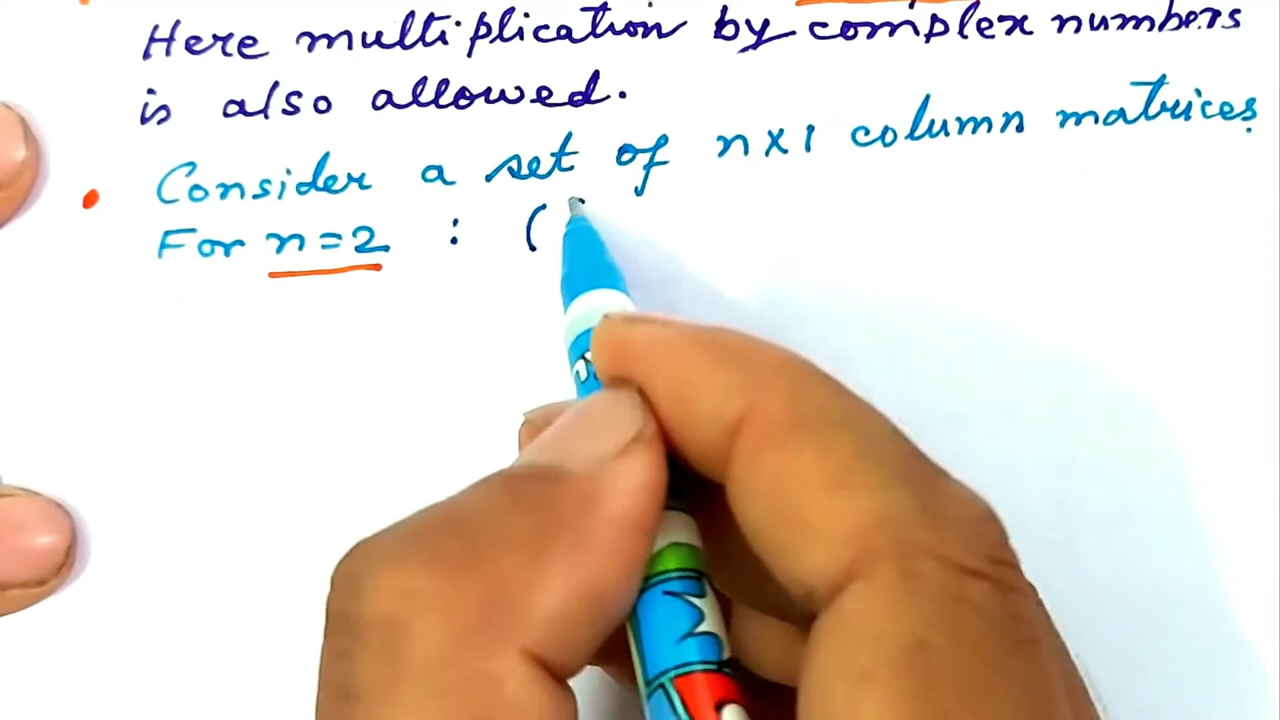 Here multiplication by complex numbers
is also allowed.
Consider a set of n×1 column matrices.
For n=2 : (